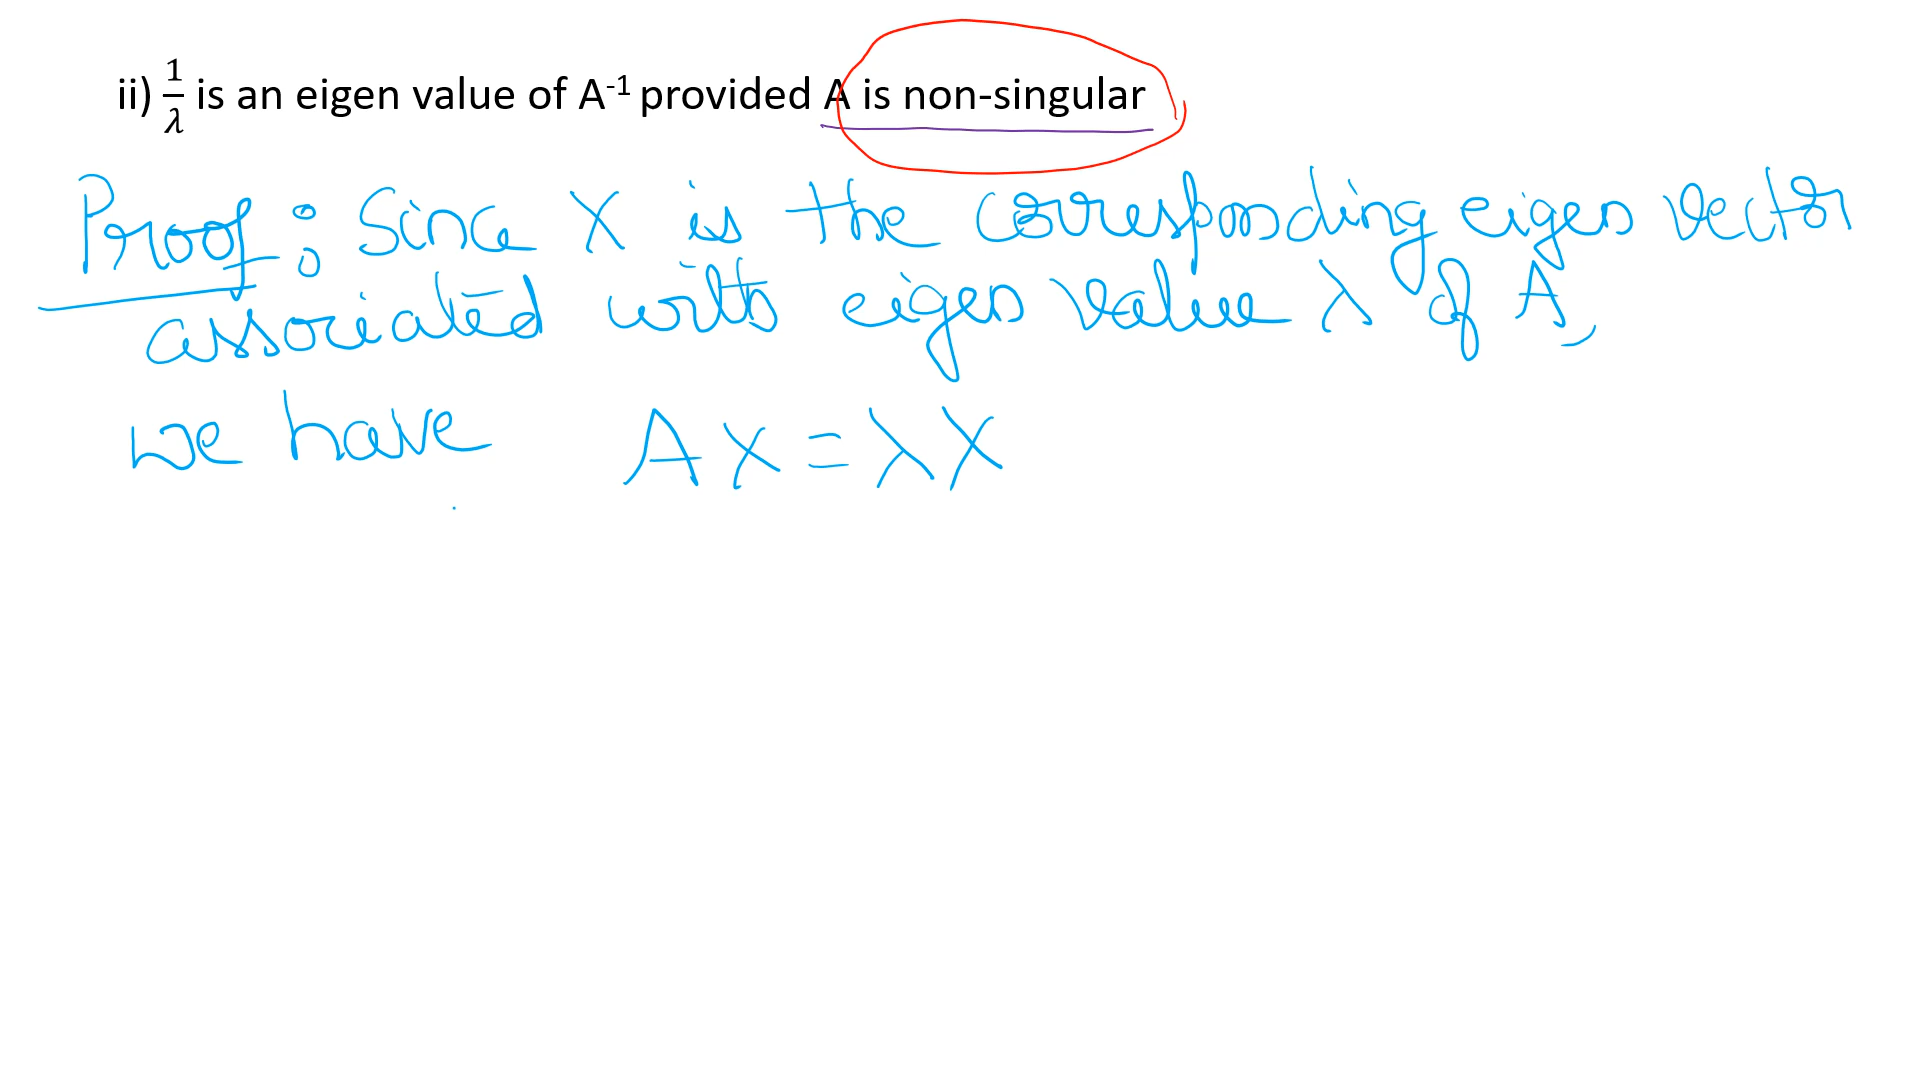 ii) 1/λ is an eigen value of A⁻¹ provided A is non-singular
Proof: Since X is the corresponding eigen vector
associated with eigen value λ of A,
we have AX = λX